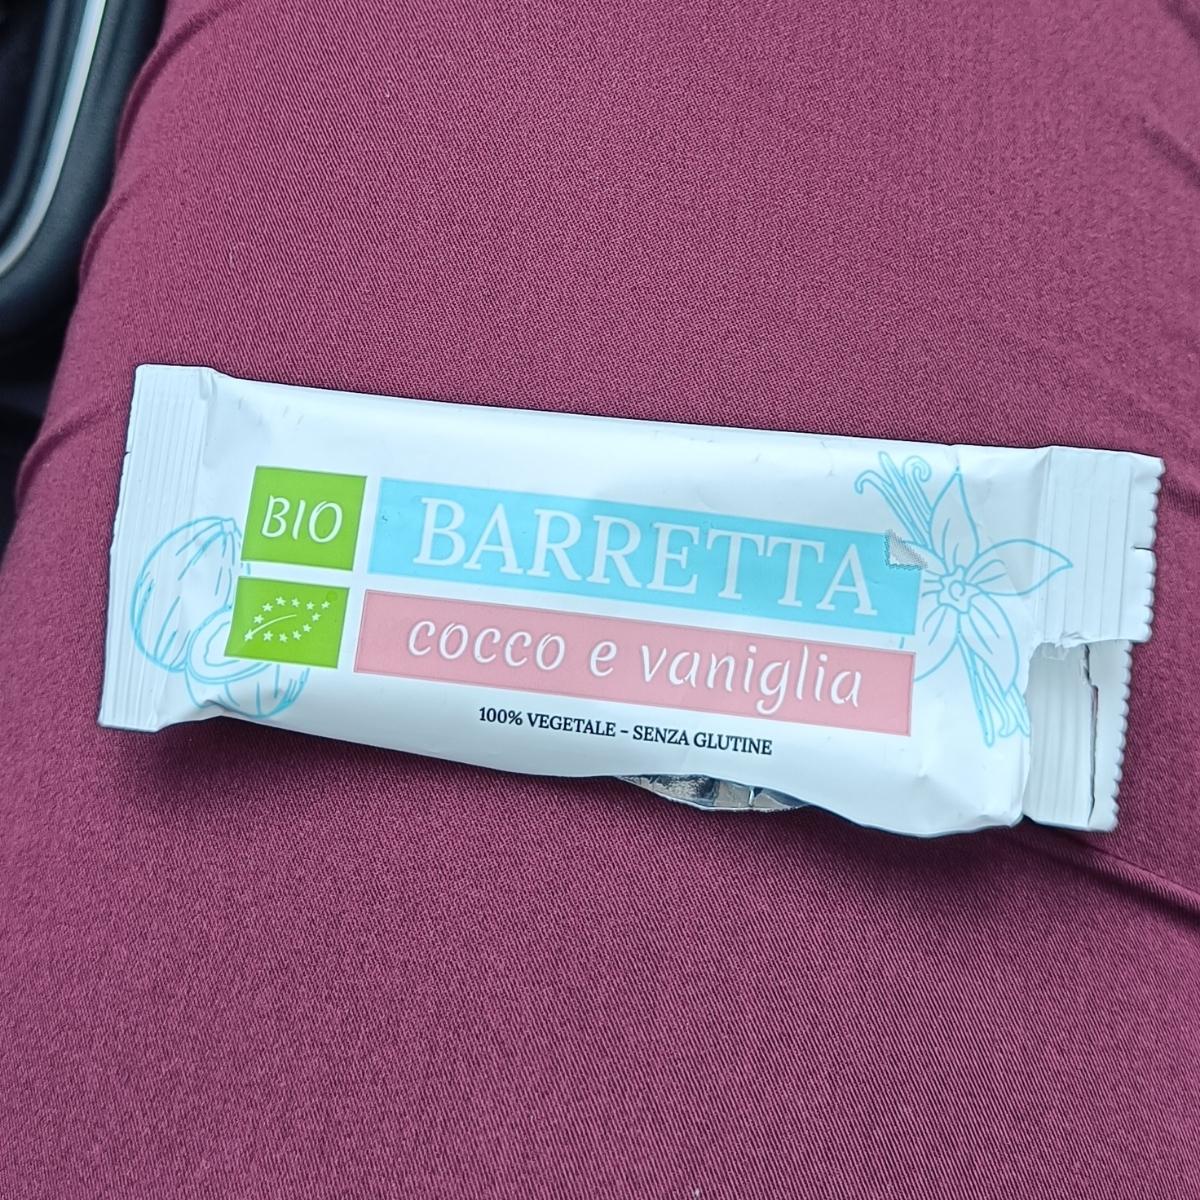 BIO
BARRETTA
cocco e vaniglia
100% VEGETALE - SENZA GLUTINE